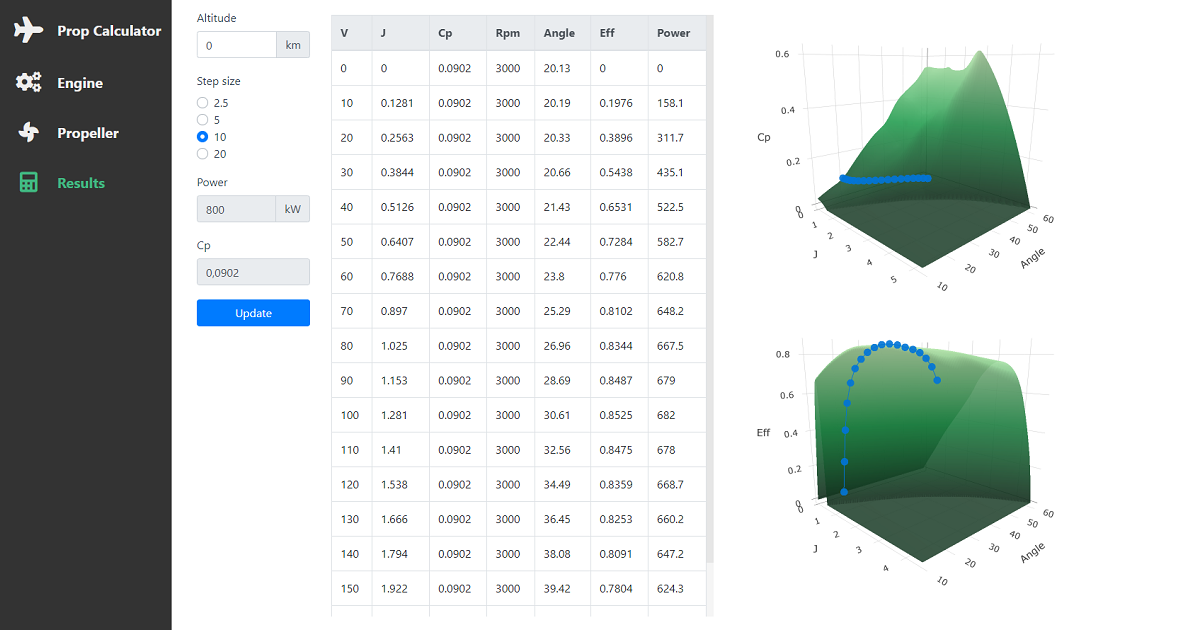 Prop Calculator
Engine
Propeller
Results
Altitude
0 km
Step size
2.5
5
10
20
Power
800 kW
Cp
0,0902
Update
V J Cp Rpm Angle Eff Power
0 0 0.0902 3000 20.13 0 0
10 0.1281 0.0902 3000 20.19 0.1976 158.1
20 0.2563 0.0902 3000 20.33 0.3896 311.7
30 0.3844 0.0902 3000 20.66 0.5438 435.1
40 0.5126 0.0902 3000 21.43 0.6531 522.5
50 0.6407 0.0902 3000 22.44 0.7284 582.7
60 0.7688 0.0902 3000 23.8 0.776 620.8
70 0.897 0.0902 3000 25.29 0.8102 648.2
80 1.025 0.0902 3000 26.96 0.8344 667.5
90 1.153 0.0902 3000 28.69 0.8487 679
100 1.281 0.0902 3000 30.61 0.8525 682
110 1.41 0.0902 3000 32.56 0.8475 678
120 1.538 0.0902 3000 34.49 0.8359 668.7
130 1.666 0.0902 3000 36.45 0.8253 660.2
140 1.794 0.0902 3000 38.08 0.8091 647.2
150 1.922 0.0902 3000 39.42 0.7804 624.3
0.6
0.4
Cp
0.2
0
0
1
2
3
4
5
J
10
20
30
40
50
60
Angle
0.8
0.6
Eff
0.4
0.2
0
0
1
2
3
4
J
10
20
30
40
50
60
Angle